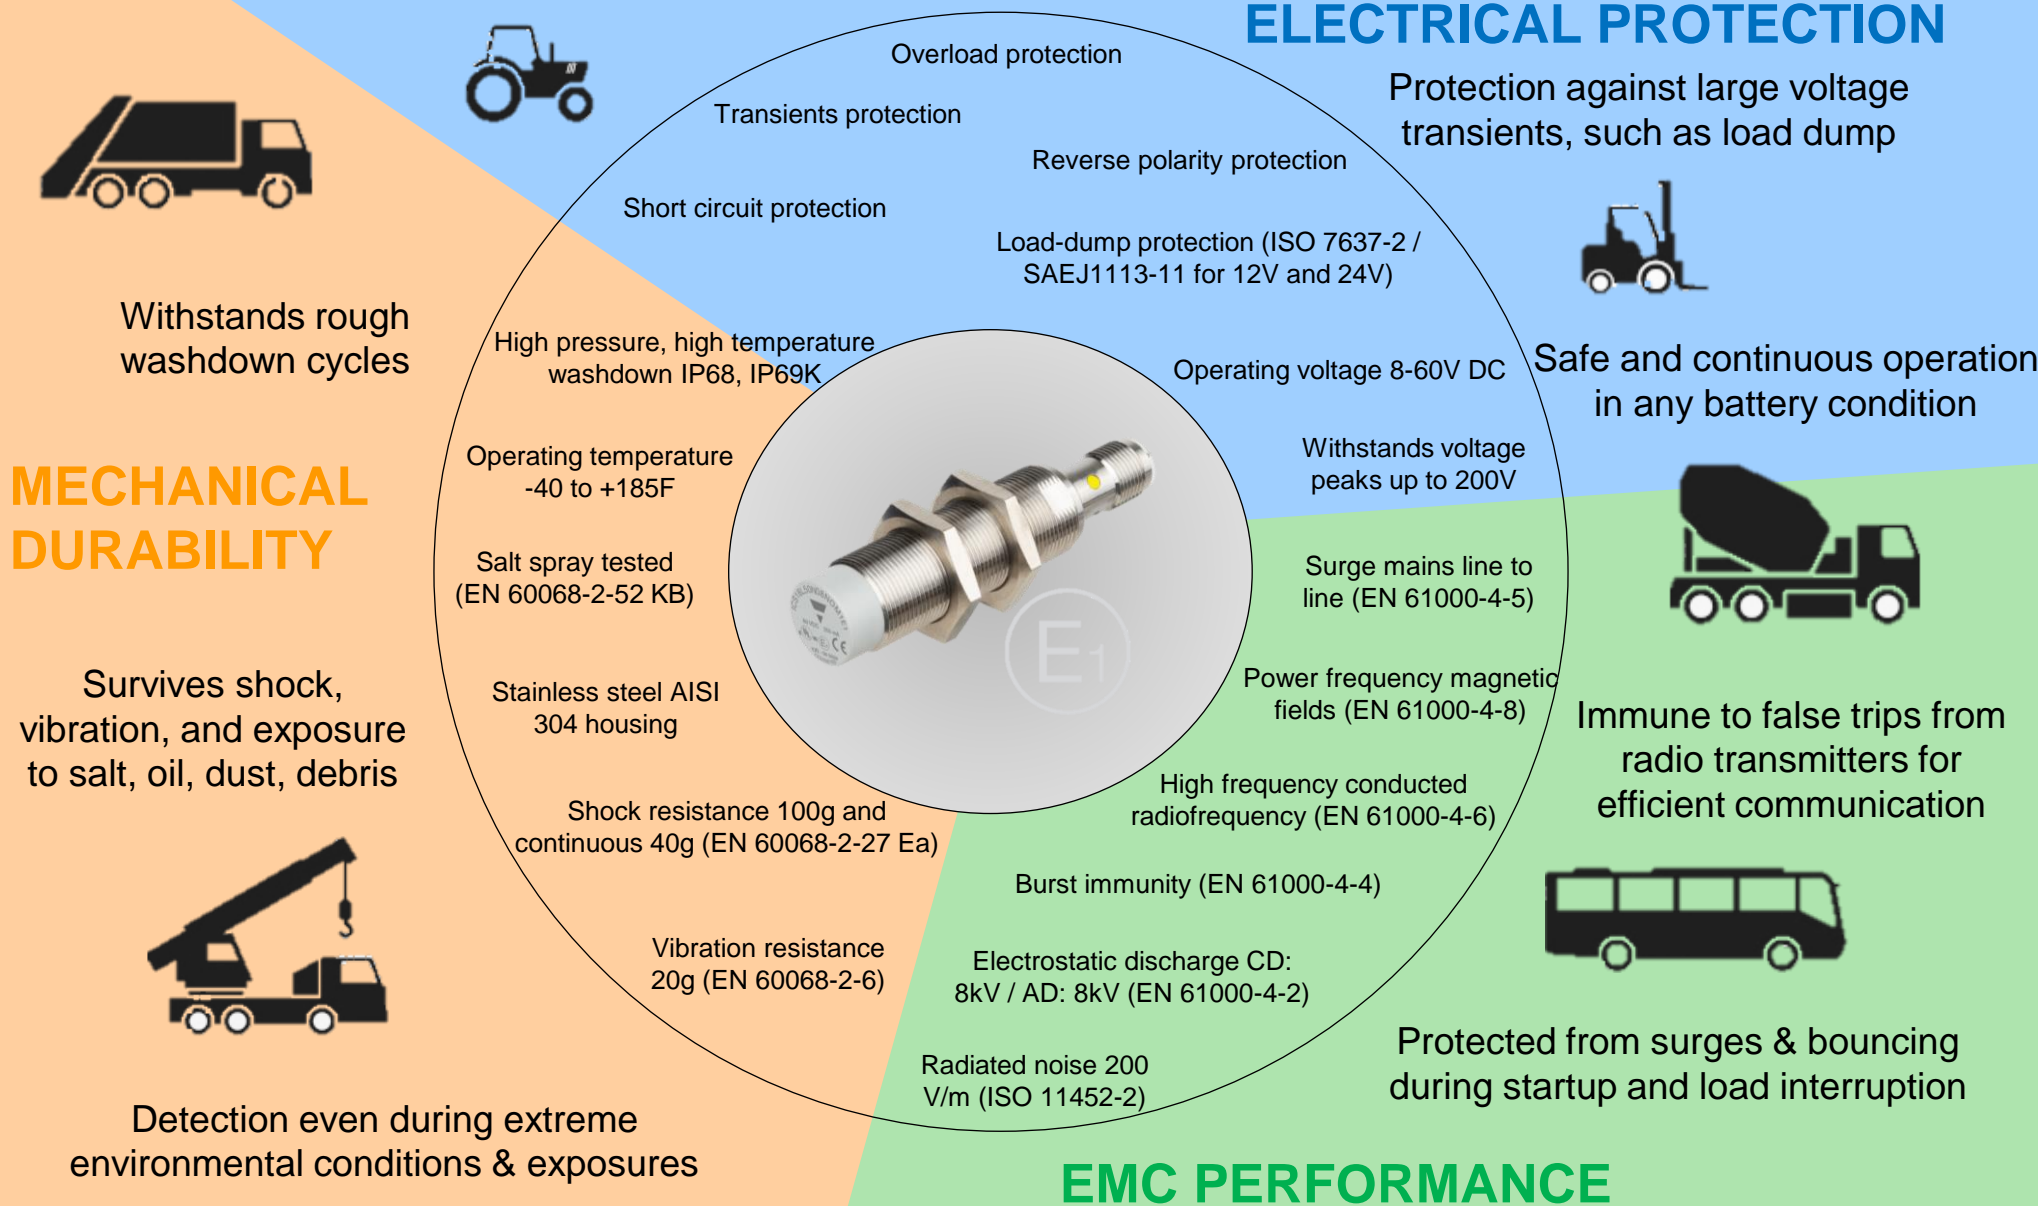 ELECTRICAL PROTECTION
Protection against large voltage
transients, such as load dump
Safe and continuous operation
in any battery condition
Overload protection
Transients protection
Reverse polarity protection
Short circuit protection
Load-dump protection (ISO 7637-2 /
SAEJ1113-11 for 12V and 24V)
Operating voltage 8-60V DC
Withstands voltage
peaks up to 200V
MECHANICAL
DURABILITY
Withstands rough
washdown cycles
Survives shock,
vibration, and exposure
to salt, oil, dust, debris
Detection even during extreme
environmental conditions & exposures
High pressure, high temperature
washdown IP68, IP69K
Operating temperature
-40 to +185F
Salt spray tested
(EN 60068-2-52 KB)
Stainless steel AISI
304 housing
Shock resistance 100g and
continuous 40g (EN 60068-2-27 Ea)
Vibration resistance
20g (EN 60068-2-6)
E1
Surge mains line to
line (EN 61000-4-5)
Power frequency magnetic
fields (EN 61000-4-8)
High frequency conducted
radiofrequency (EN 61000-4-6)
Burst immunity (EN 61000-4-4)
Electrostatic discharge CD:
8kV / AD: 8kV (EN 61000-4-2)
Radiated noise 200
V/m (ISO 11452-2)
Immune to false trips from
radio transmitters for
efficient communication
Protected from surges & bouncing
during startup and load interruption
EMC PERFORMANCE